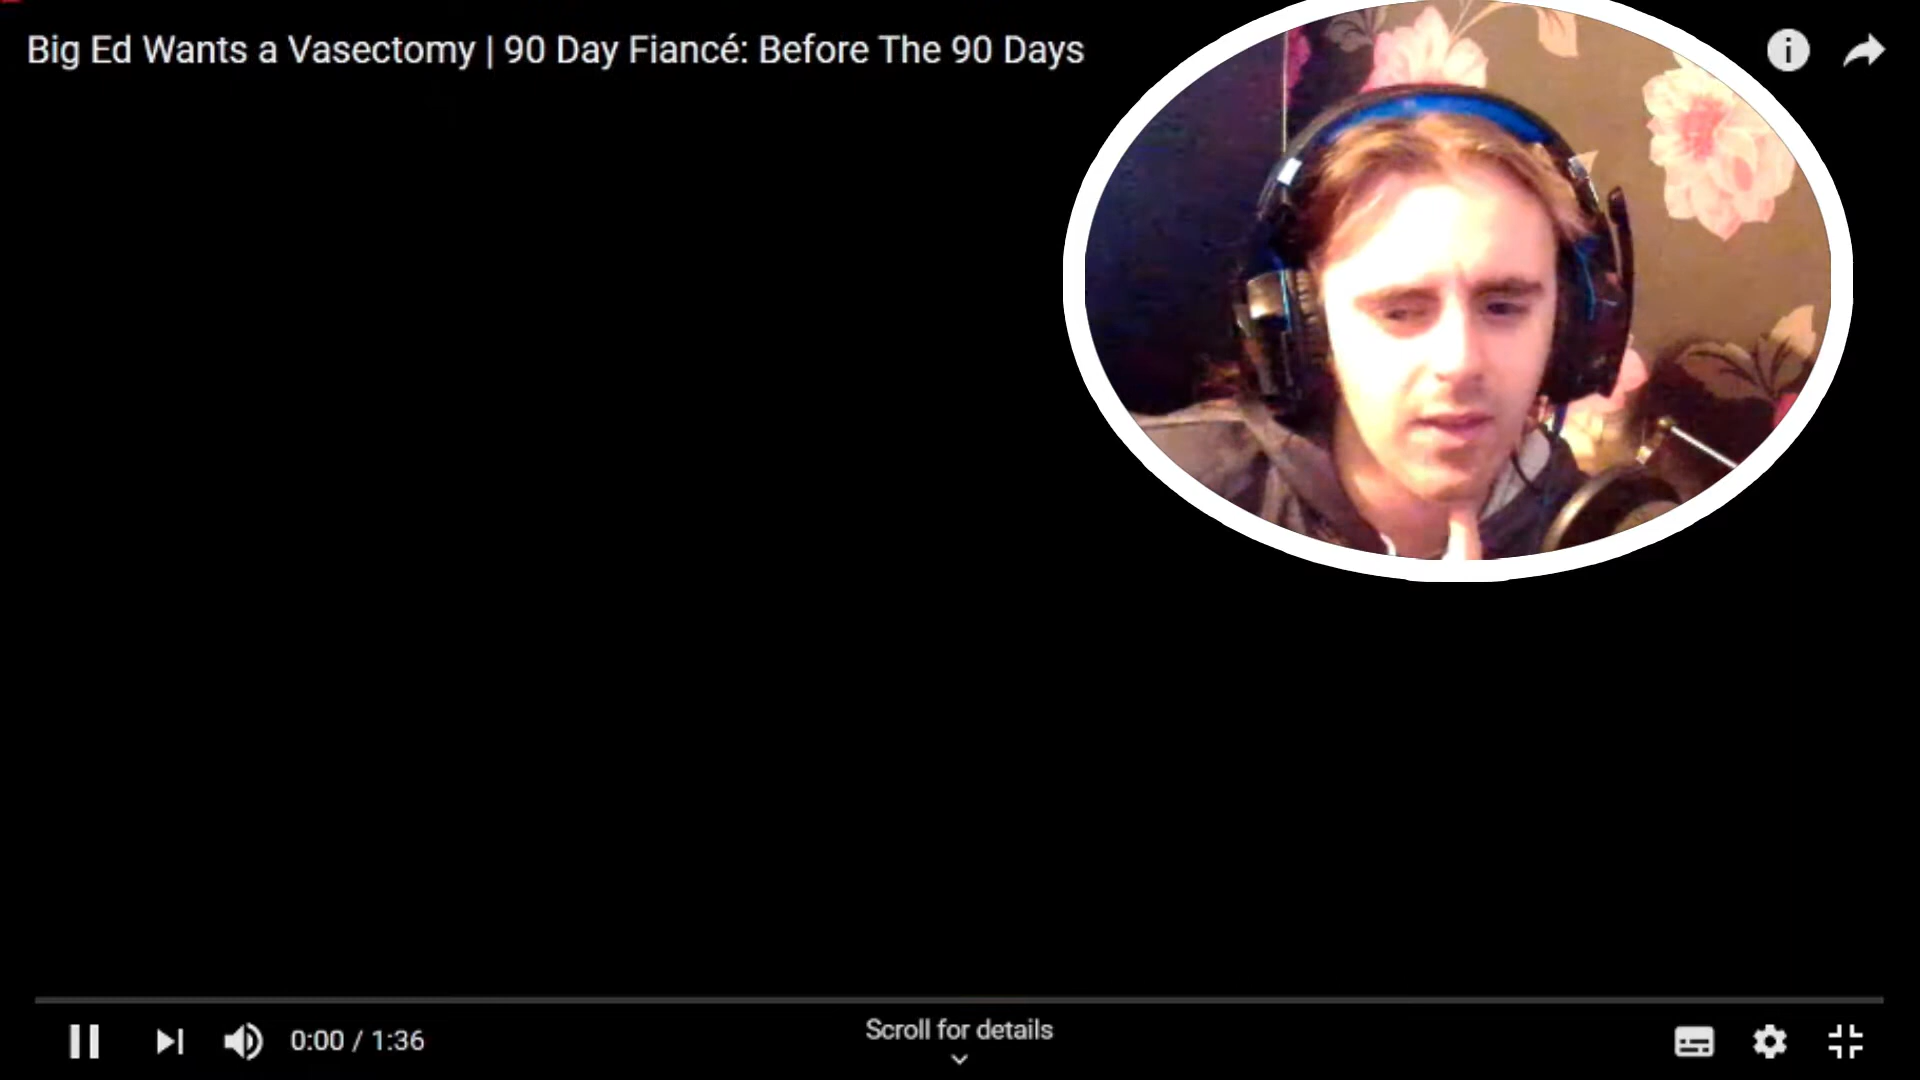 Big Ed Wants a Vasectomy | 90 Day Fiancé: Before The 90 Days
Scroll for details
0:00 / 1:36